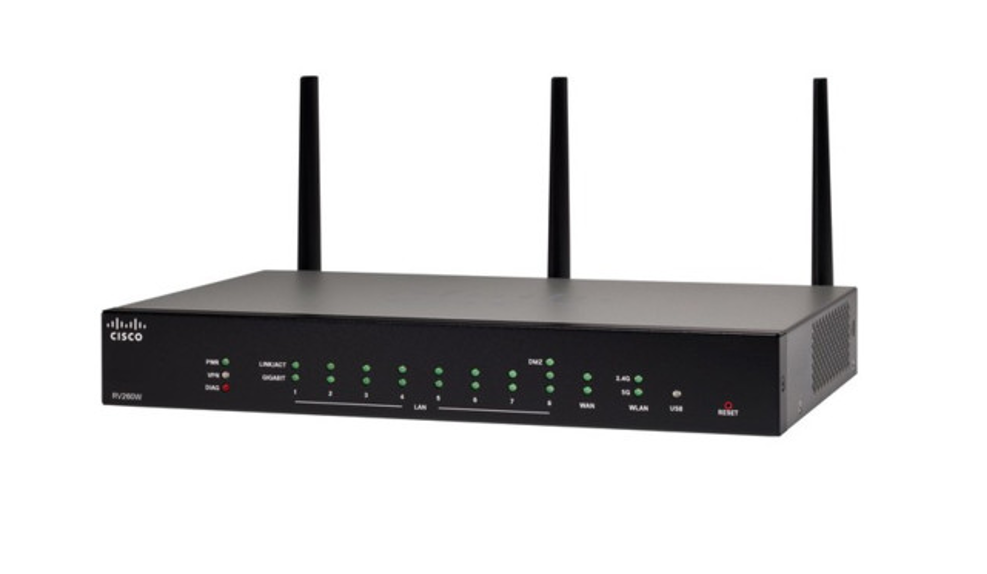 CISCO
PWR
VPN
DIAG
RV260W
LINK/ACT
GIGABIT
1 2 3 4 5 6 7 8
LAN
DMZ
WAN
2.4G
5G
WLAN
USB
RESET